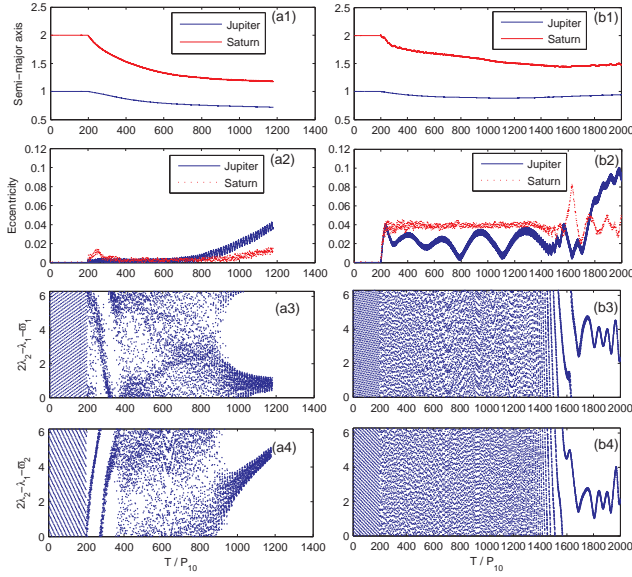 (a1)
Jupiter
Saturn
Semi−major axis
2.5
2
1.5
1
0.5
0 200 400 600 800 1000 1200 1400
(b1)
Jupiter
Saturn
2.5
2
1.5
1
0.5
0 200 400 600 800 1000 1200 1400 1600 1800 2000
(a2)
Jupiter
Saturn
Eccentricity
0.12
0.1
0.08
0.06
0.04
0.02
0
0 200 400 600 800 1000 1200 1400
(b2)
Jupiter
Saturn
0.12
0.1
0.08
0.06
0.04
0.02
0
0 200 400 600 800 1000 1200 1400 1600 1800 2000
(a3)
2λ2−λ1−ϖ1
6
4
2
0
0 200 400 600 800 1000 1200 1400
(b3)
6
4
2
0
0 200 400 600 800 1000 1200 1400 1600 1800 2000
(a4)
2λ2−λ1−ϖ2
6
4
2
0
0 200 400 600 800 1000 1200 1400
T / P10
(b4)
6
4
2
0
0 200 400 600 800 1000 1200 1400 1600 1800 2000
T / P10